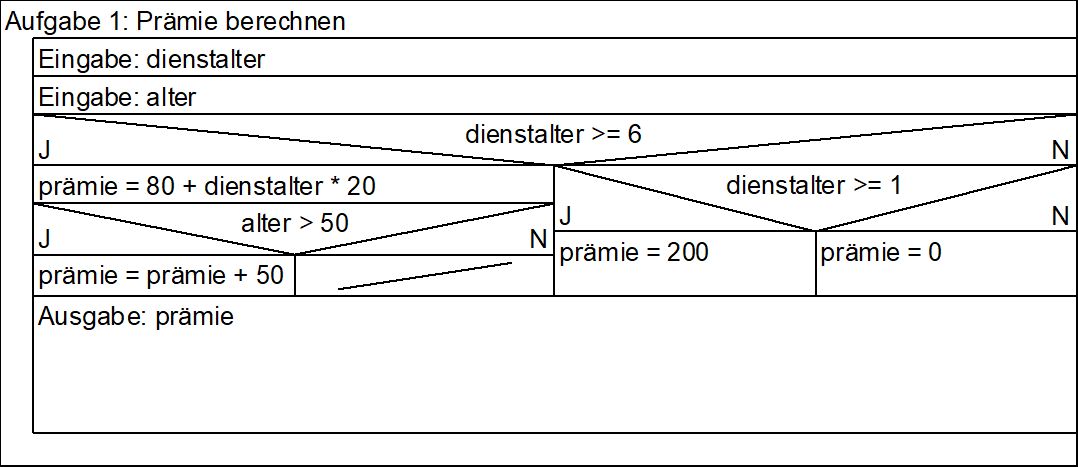 Aufgabe 1: Prämie berechnen
Eingabe: dienstalter
Eingabe: alter
dienstalter >= 6
J
N
prämie = 80 + dienstalter * 20
alter > 50
J
N
prämie = prämie + 50
dienstalter >= 1
J
N
prämie = 200
prämie = 0
Ausgabe: prämie